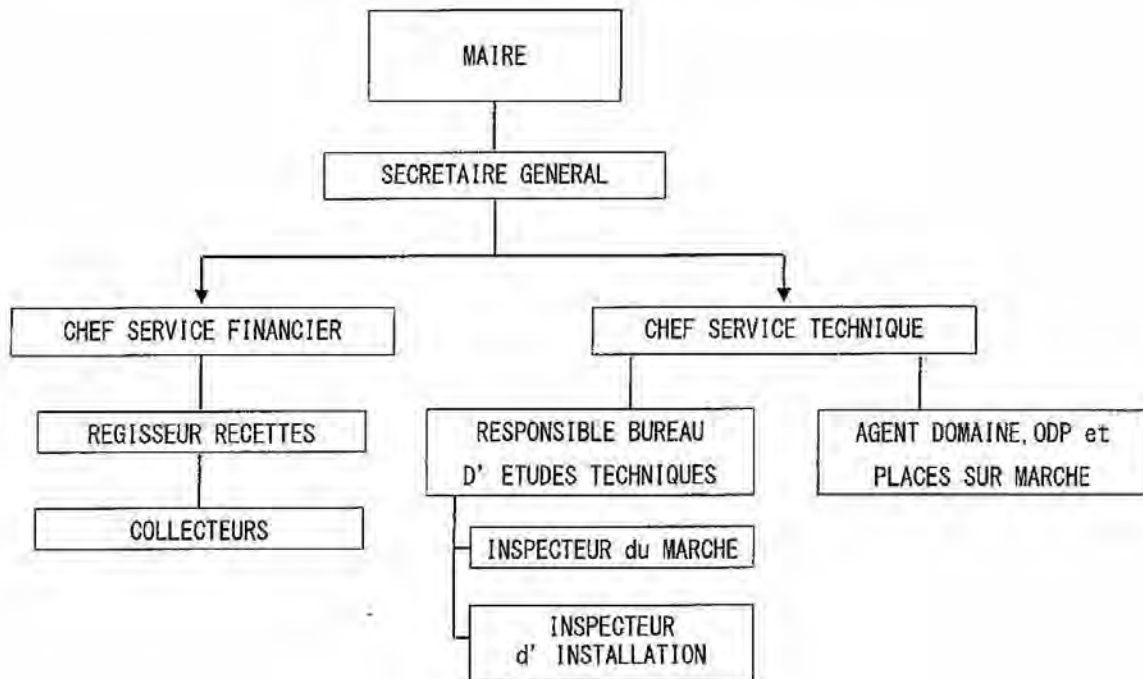 MAIRE
SECRETAIRE GENERAL
CHEF SERVICE FINANCIER
CHEF SERVICE TECHNIQUE
REGISSEUR RECETTES
COLLECTEURS
RESPONSIBLE BUREAU
D' ETUDES TECHNIQUES
AGENT DOMAINE, ODP et
PLACES SUR MARCHE
INSPECTEUR du MARCHE
INSPECTEUR
d' INSTALLATION